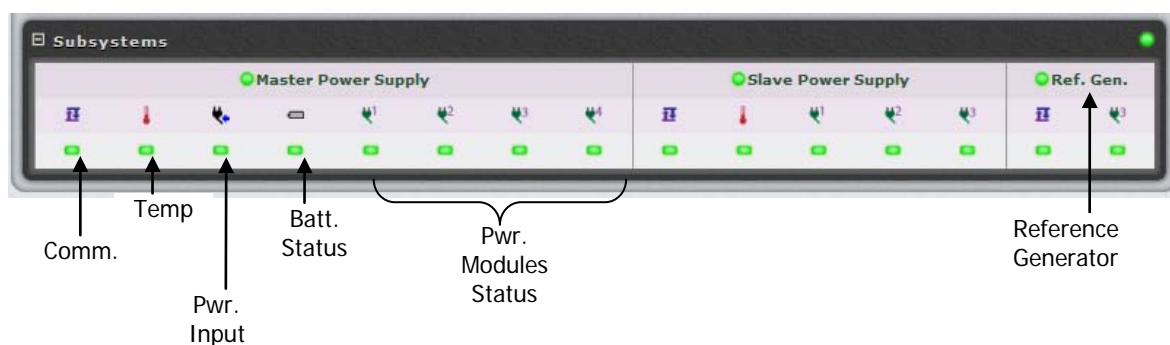 Subsystems
Master Power Supply
Slave Power Supply
Ref. Gen.
1
2
3
4
1
2
3
3
Comm.
Temp
Pwr.
Input
Batt.
Status
Pwr.
Modules
Status
Reference
Generator